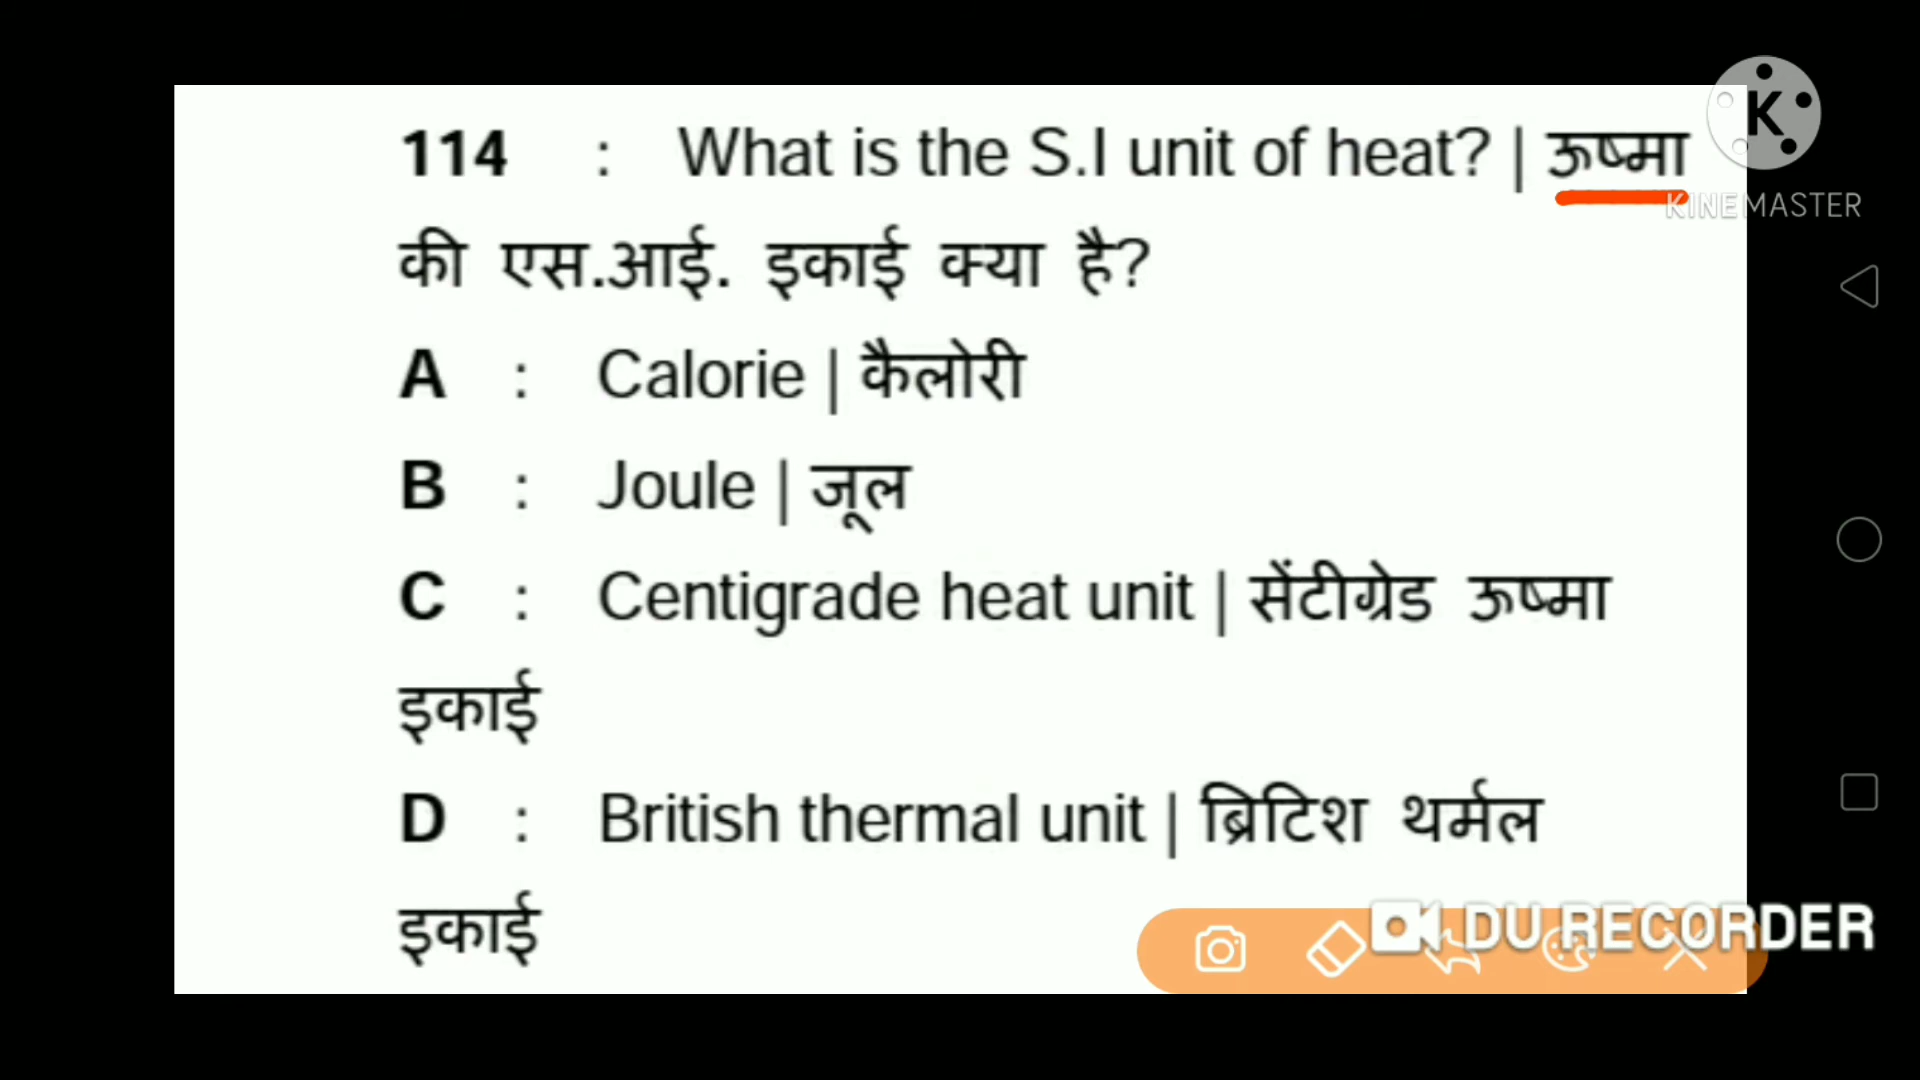 114 : What is the S.I unit of heat? | ऊष्मा
की एस.आई. इकाई क्या है?
A : Calorie | कैलोरी
B : Joule | जूल
C : Centigrade heat unit | सेंटीग्रेड ऊष्मा
इकाई
D : British thermal unit | ब्रिटिश थर्मल
इकाई
K
KINEMASTER
DU RECORDER